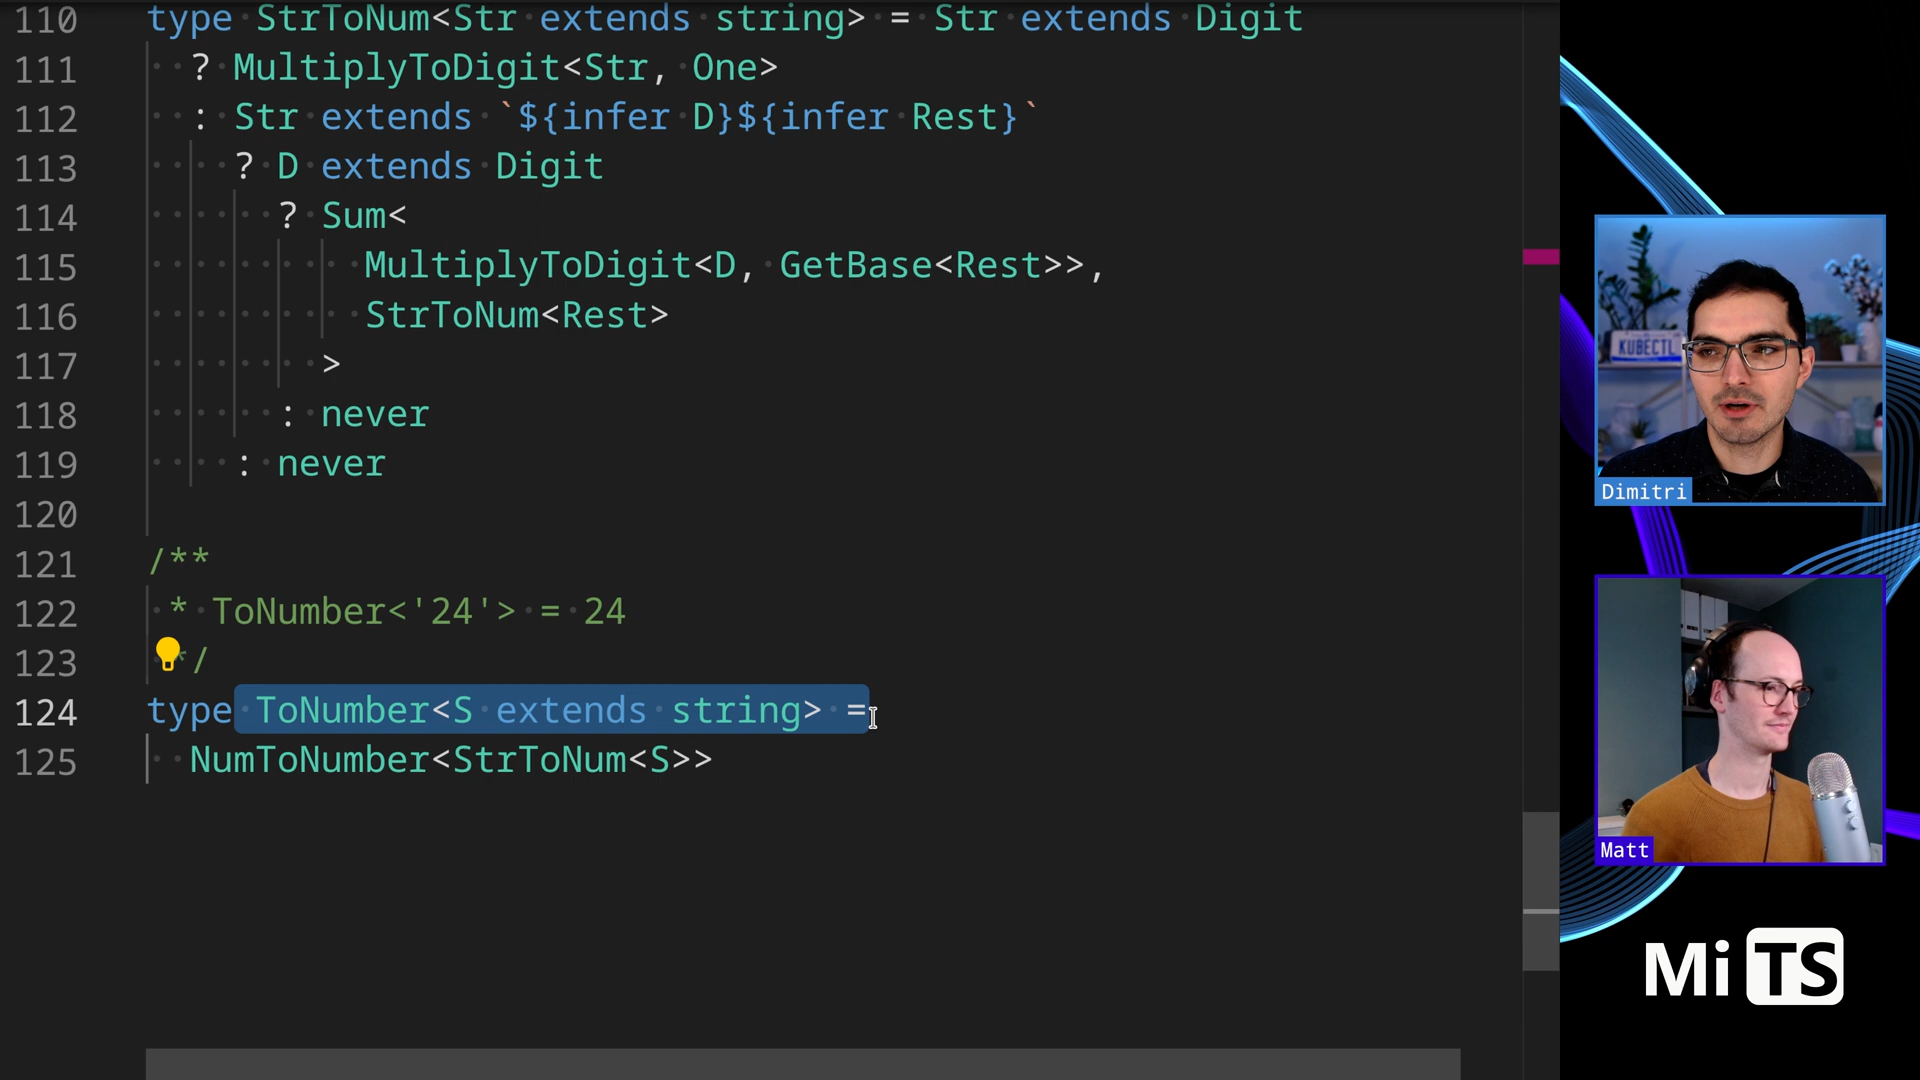 110 type StrToNum<Str extends string> = Str extends Digit
111 ? MultiplyToDigit<Str, One>
112 : Str extends `${infer D}${infer Rest}`
113 ? D extends Digit
114 ? Sum<
115 MultiplyToDigit<D, GetBase<Rest>>,
116 StrToNum<Rest>
117 >
118 : never
119 : never
120
121 /**
122 * ToNumber<'24'> = 24
123 */
124 type ToNumber<S extends string> =
125 NumToNumber<StrToNum<S>>
KUBECTL
Dimitri
Matt
Mi TS